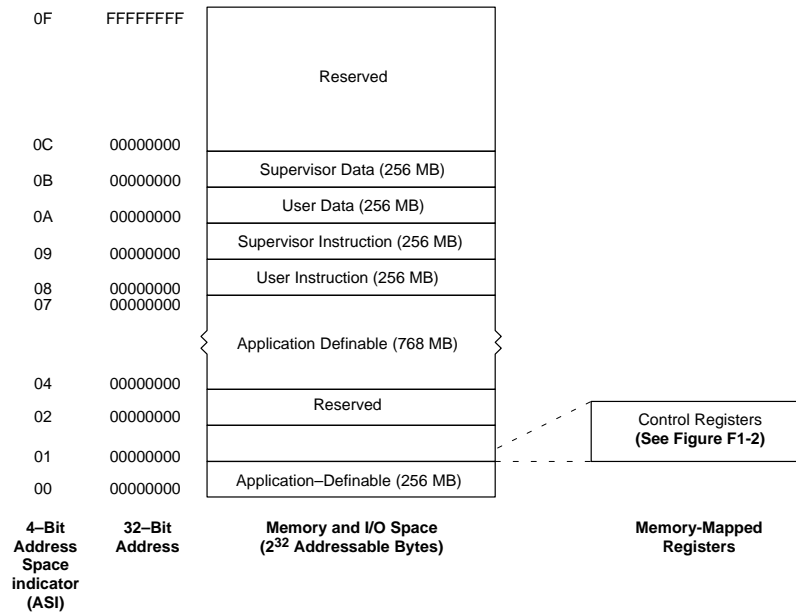 0F FFFFFFFF
Reserved
0C 00000000
Supervisor Data (256 MB)
0B 00000000
User Data (256 MB)
0A 00000000
Supervisor Instruction (256 MB)
09 00000000
User Instruction (256 MB)
08 00000000
07 00000000
Application Definable (768 MB)
04 00000000
Reserved
02 00000000
Control Registers
(See Figure F1-2)
01 00000000
Application–Definable (256 MB)
00 00000000
4–Bit
Address
Space
indicator
(ASI)
32–Bit
Address
Memory and I/O Space
(2³² Addressable Bytes)
Memory-Mapped
Registers